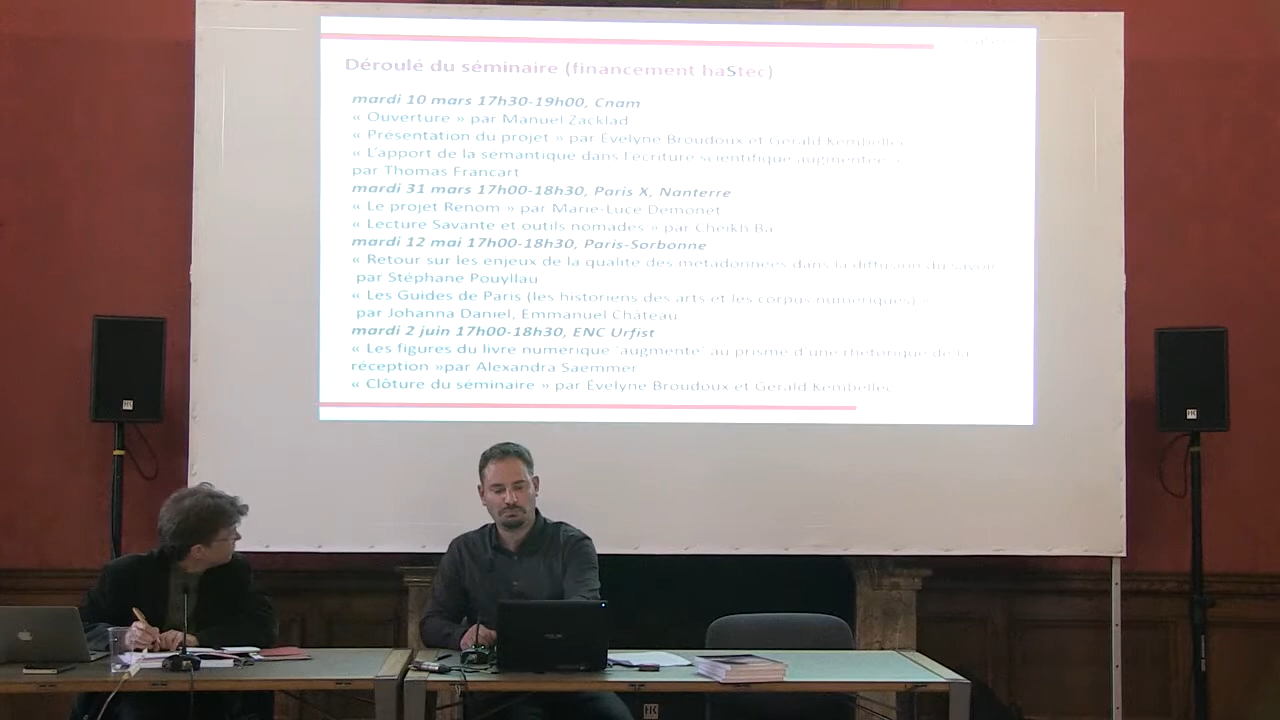 Déroulé du séminaire (financement haStec)
mardi 10 mars 17h30-19h00, Cnam
« Ouverture » par Manuel Zacklad
« Présentation du projet » par Evelyne Broudoux et Gérald Kembellec
« L'apport de la sémantique dans l'écriture scientifique augmentée »
par Thomas Francart
mardi 31 mars 17h00-18h30, Paris X, Nanterre
« Le projet Renom » par Marie-Luce Demonet
« Lecture Savante et outils nomades » par Cheikh Ba
mardi 12 mai 17h00-18h30, Paris-Sorbonne
« Retour sur les enjeux de la qualité des métadonnées dans la diffusion du savoir
par Stéphane Pouyllau
« Les Guides de Paris (les historiens des arts et les corpus numériques) »
par Johanna Daniel, Emmanuel Château
mardi 2 juin 17h00-18h30, ENC Urfist
« Les figures du livre numérique 'augmenté' au prisme d'une rhétorique de la
réception »par Alexandra Saemmer
« Clôture du séminaire » par Evelyne Broudoux et Gérald Kembellec
HK
HK
HK